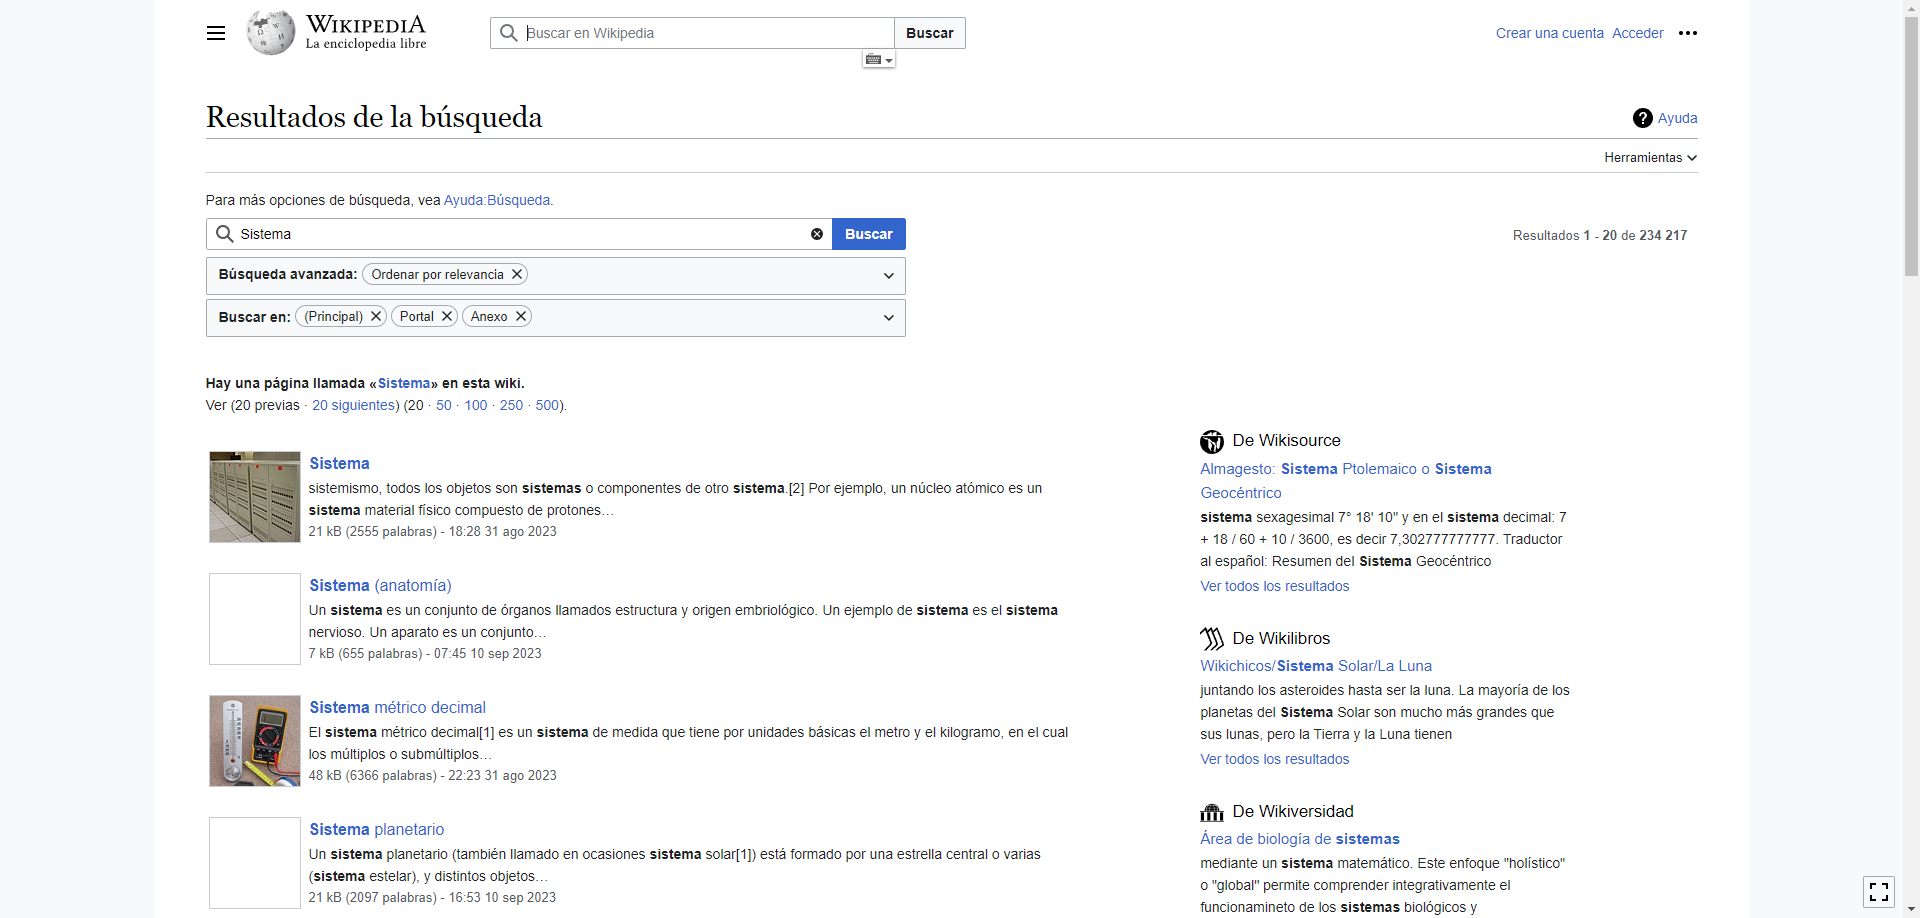 WIKIPEDIA
La enciclopedia libre
Buscar en Wikipedia
Buscar
Crear una cuenta Acceder
Resultados de la búsqueda
? Ayuda
Herramientas
Para más opciones de búsqueda, vea Ayuda:Búsqueda.
Sistema
Buscar
Resultados 1 - 20 de 234 217
Búsqueda avanzada: Ordenar por relevancia
Buscar en: (Principal) Portal Anexo
Hay una página llamada «Sistema» en esta wiki.
Ver (20 previas · 20 siguientes) (20 · 50 · 100 · 250 · 500).
Sistema
sistemismo, todos los objetos son sistemas o componentes de otro sistema.[2] Por ejemplo, un núcleo atómico es un
sistema material físico compuesto de protones…
21 kB (2555 palabras) - 18:28 31 ago 2023
Sistema (anatomía)
Un sistema es un conjunto de órganos llamados estructura y origen embriológico. Un ejemplo de sistema es el sistema
nervioso. Un aparato es un conjunto…
7 kB (655 palabras) - 07:45 10 sep 2023
Sistema métrico decimal
El sistema métrico decimal[1] es un sistema de medida que tiene por unidades básicas el metro y el kilogramo, en el cual
los múltiplos o submúltiplos…
48 kB (6366 palabras) - 22:23 31 ago 2023
Sistema planetario
Un sistema planetario (también llamado en ocasiones sistema solar[1]) está formado por una estrella central o varias
(sistema estelar), y distintos objetos…
21 kB (2097 palabras) - 16:53 10 sep 2023
De Wikisource
Almagesto: Sistema Ptolemaico o Sistema
Geocéntrico
sistema sexagesimal 7° 18' 10" y en el sistema decimal: 7
+ 18 / 60 + 10 / 3600, es decir 7,302777777777. Traductor
al español: Resumen del Sistema Geocéntrico
Ver todos los resultados
De Wikilibros
Wikichicos/Sistema Solar/La Luna
juntando los asteroides hasta ser la luna. La mayoría de los
planetas del Sistema Solar son mucho más grandes que
sus lunas, pero la Tierra y la Luna tienen
Ver todos los resultados
De Wikiversidad
Área de biología de sistemas
mediante un sistema matemático. Este enfoque "holístico"
o "global" permite comprender integrativamente el
funcionamineto de los sistemas biológicos y